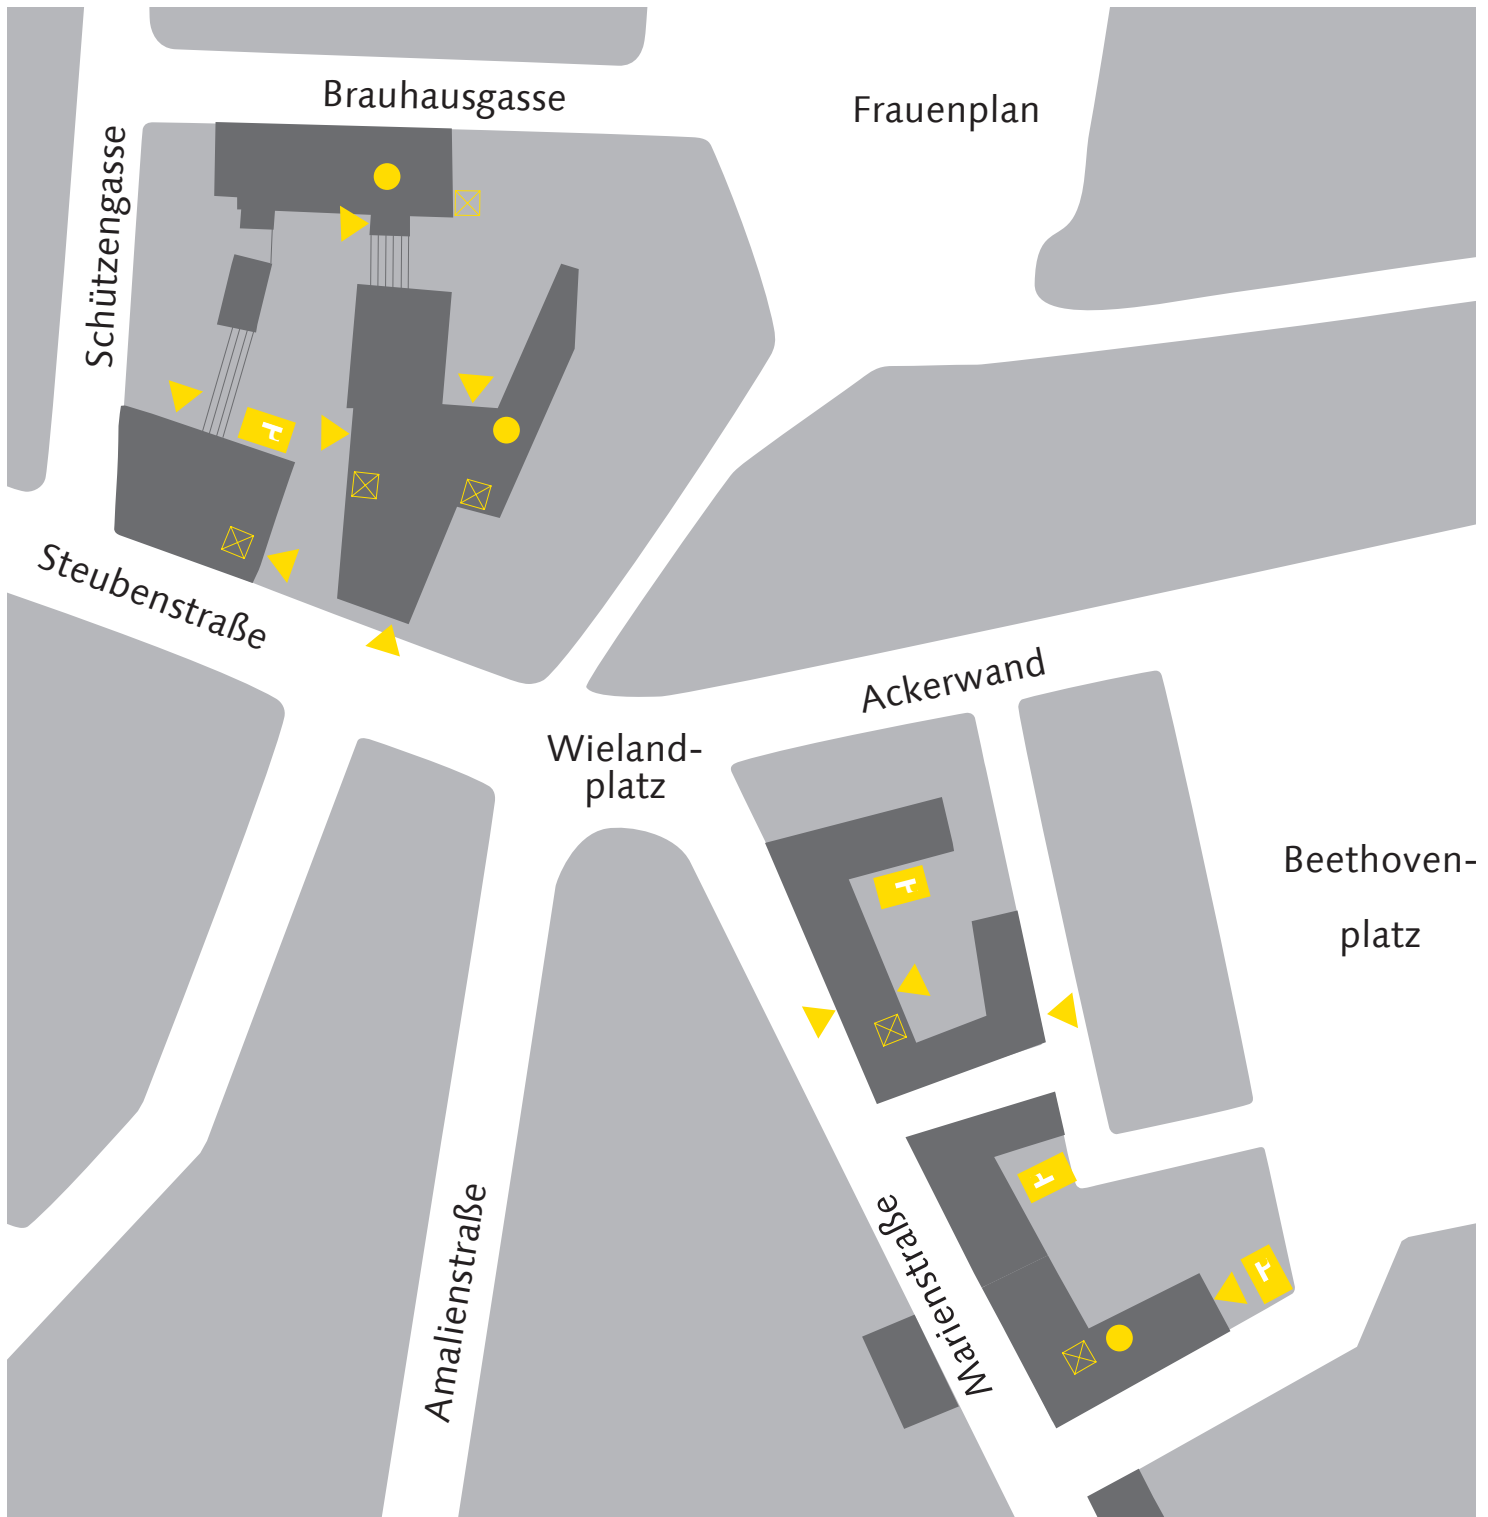 Brauhausgasse
Frauenplan
Schützengasse
Steubenstraße
Ackerwand
Wieland-
platz
Beethoven-
platz
Amalienstraße
Marienstraße